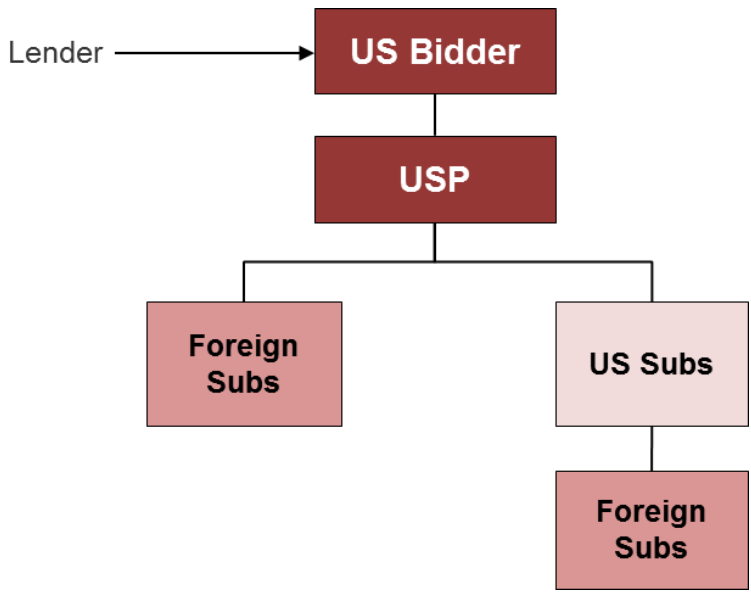 Lender
US Bidder
USP
Foreign
Subs
US Subs
Foreign
Subs